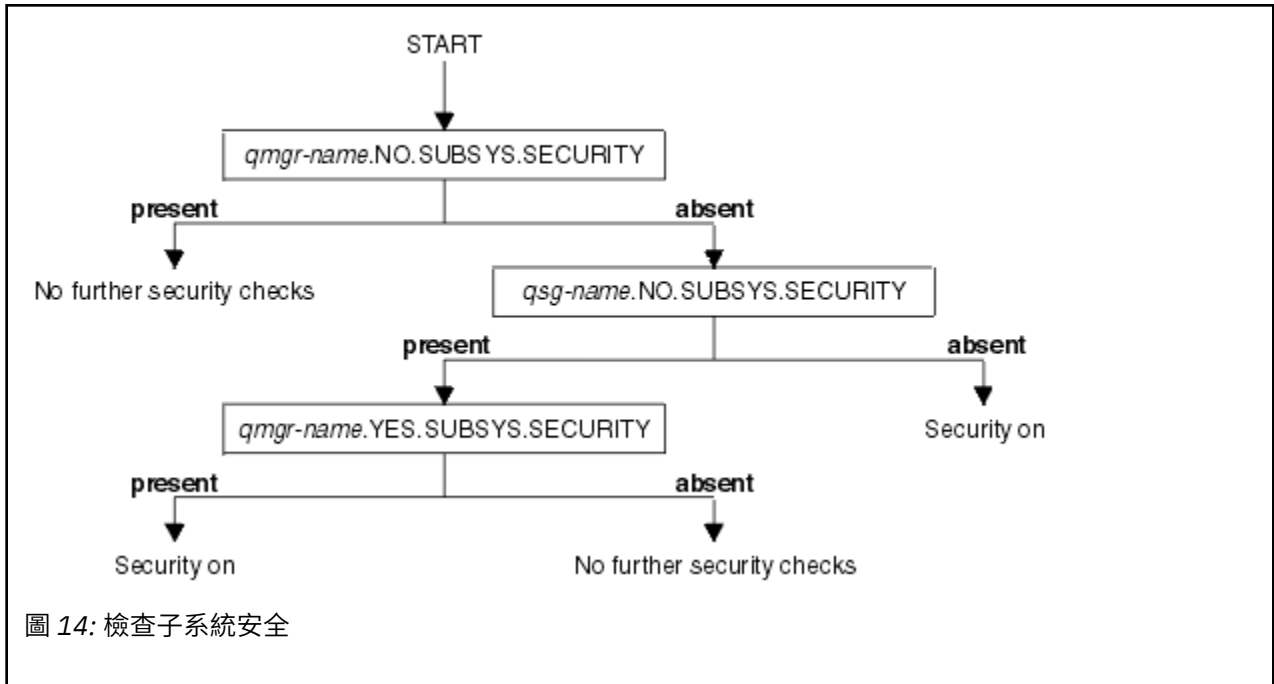 START
qmgr-name.NO.SUBSYS.SECURITY
present
absent
No further security checks
qsg-name.NO.SUBSYS.SECURITY
present
absent
qmgr-name.YES.SUBSYS.SECURITY
Security on
present
absent
Security on
No further security checks
圖 14: 檢查子系統安全